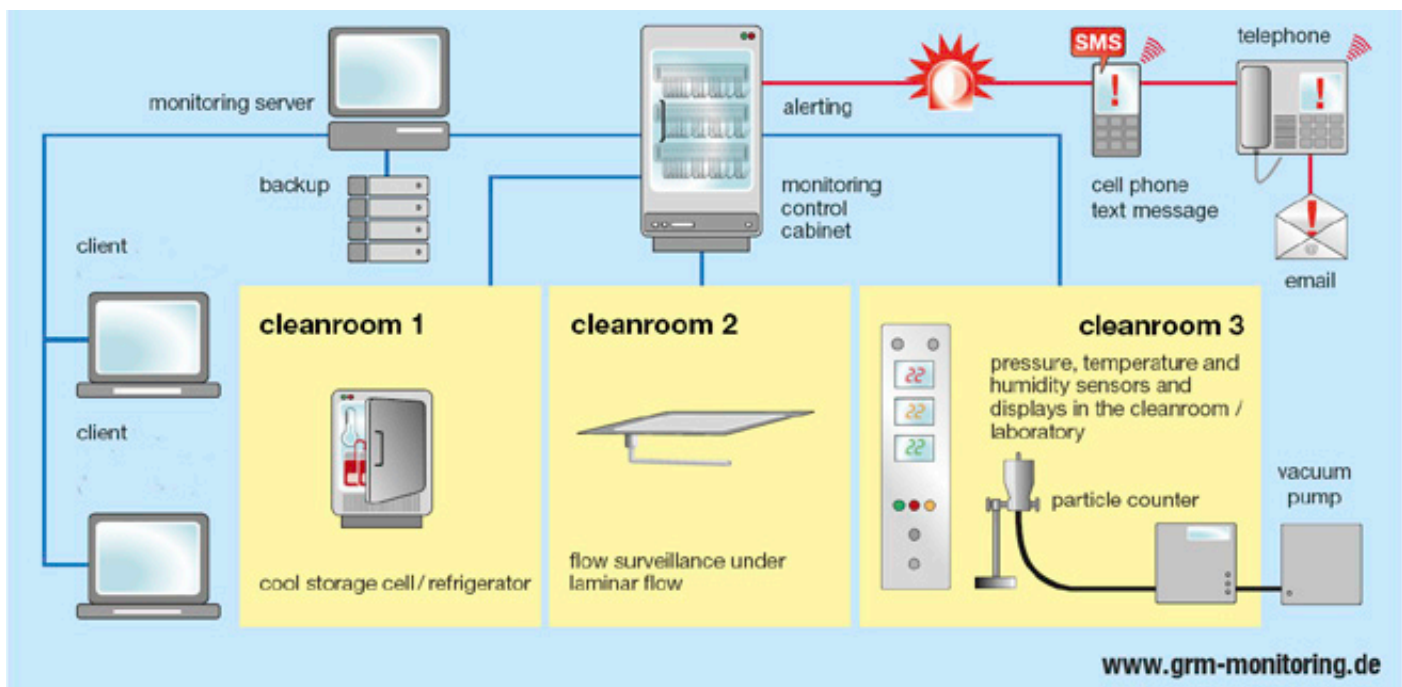 SMS
telephone
monitoring server
alerting
backup
monitoring
control
cabinet
cell phone
text message
client
email
cleanroom 1
cleanroom 2
cleanroom 3
22
22
22
pressure, temperature and
humidity sensors and
displays in the cleanroom /
laboratory
client
vacuum
pump
particle counter
cool storage cell / refrigerator
flow surveillance under
laminar flow
www.grm-monitoring.de